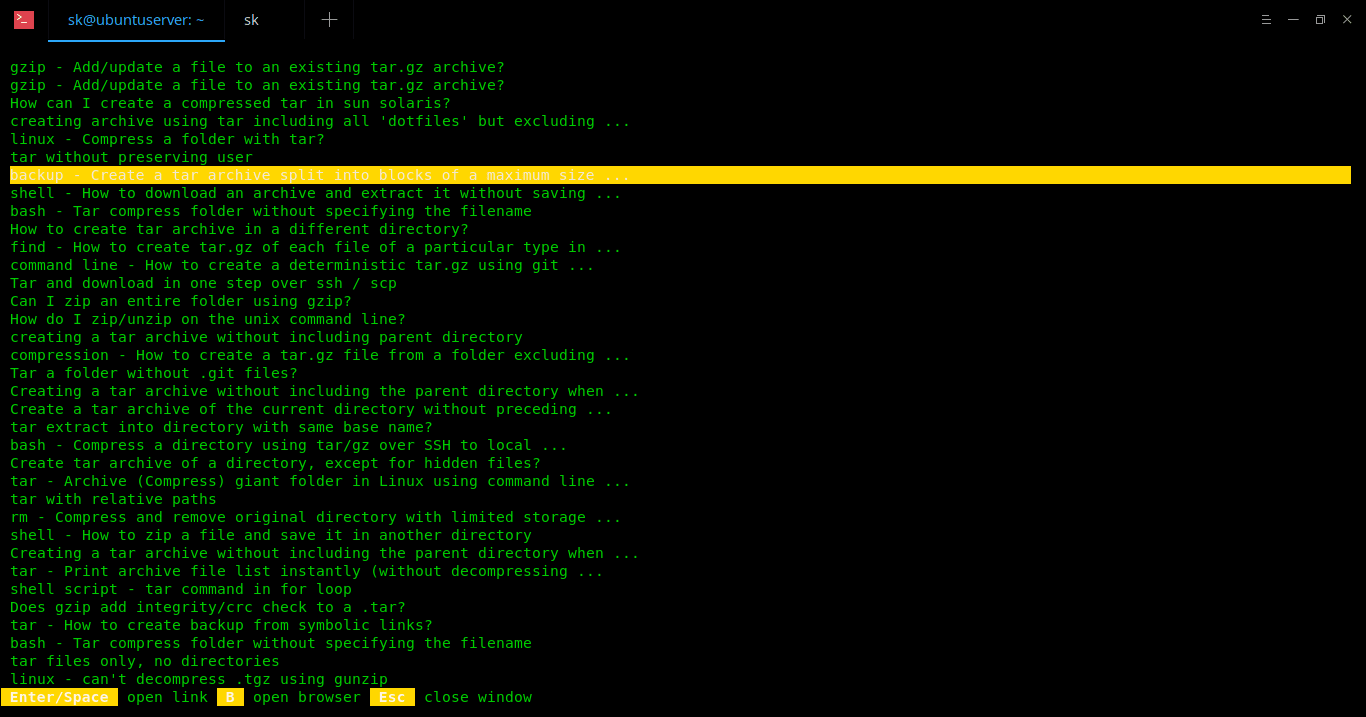 sk@ubuntuserver: ~ sk
gzip - Add/update a file to an existing tar.gz archive?
gzip - Add/update a file to an existing tar.gz archive?
How can I create a compressed tar in sun solaris?
creating archive using tar including all 'dotfiles' but excluding ...
linux - Compress a folder with tar?
tar without preserving user
backup - Create a tar archive split into blocks of a maximum size ...
shell - How to download an archive and extract it without saving ...
bash - Tar compress folder without specifying the filename
How to create tar archive in a different directory?
find - How to create tar.gz of each file of a particular type in ...
command line - How to create a deterministic tar.gz using git ...
Tar and download in one step over ssh / scp
Can I zip an entire folder using gzip?
How do I zip/unzip on the unix command line?
creating a tar archive without including parent directory
compression - How to create a tar.gz file from a folder excluding ...
Tar a folder without .git files?
Creating a tar archive without including the parent directory when ...
Create a tar archive of the current directory without preceding ...
tar extract into directory with same base name?
bash - Compress a directory using tar/gz over SSH to local ...
Create tar archive of a directory, except for hidden files?
tar - Archive (Compress) giant folder in Linux using command line ...
tar with relative paths
rm - Compress and remove original directory with limited storage ...
shell - How to zip a file and save it in another directory
Creating a tar archive without including the parent directory when ...
tar - Print archive file list instantly (without decompressing ...
shell script - tar command in for loop
Does gzip add integrity/crc check to a .tar?
tar - How to create backup from symbolic links?
bash - Tar compress folder without specifying the filename
tar files only, no directories
linux - can't decompress .tgz using gunzip
Enter/Space open link B open browser Esc close window